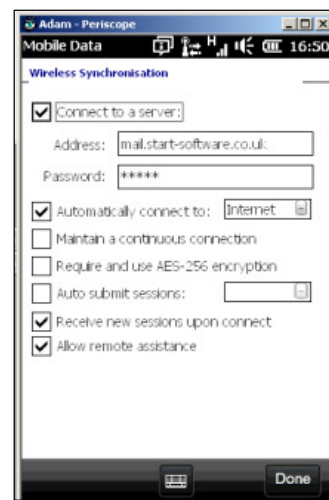 Adam - Periscope
Mobile Data H 16:50
Wireless Synchronisation
Connect to a server:
Address: mail.start-software.co.uk:
Password: *****
Automatically connect to: Internet
Maintain a continuous connection
Require and use AES-256 encryption
Auto submit sessions:
Receive new sessions upon connect
Allow remote assistance
Done